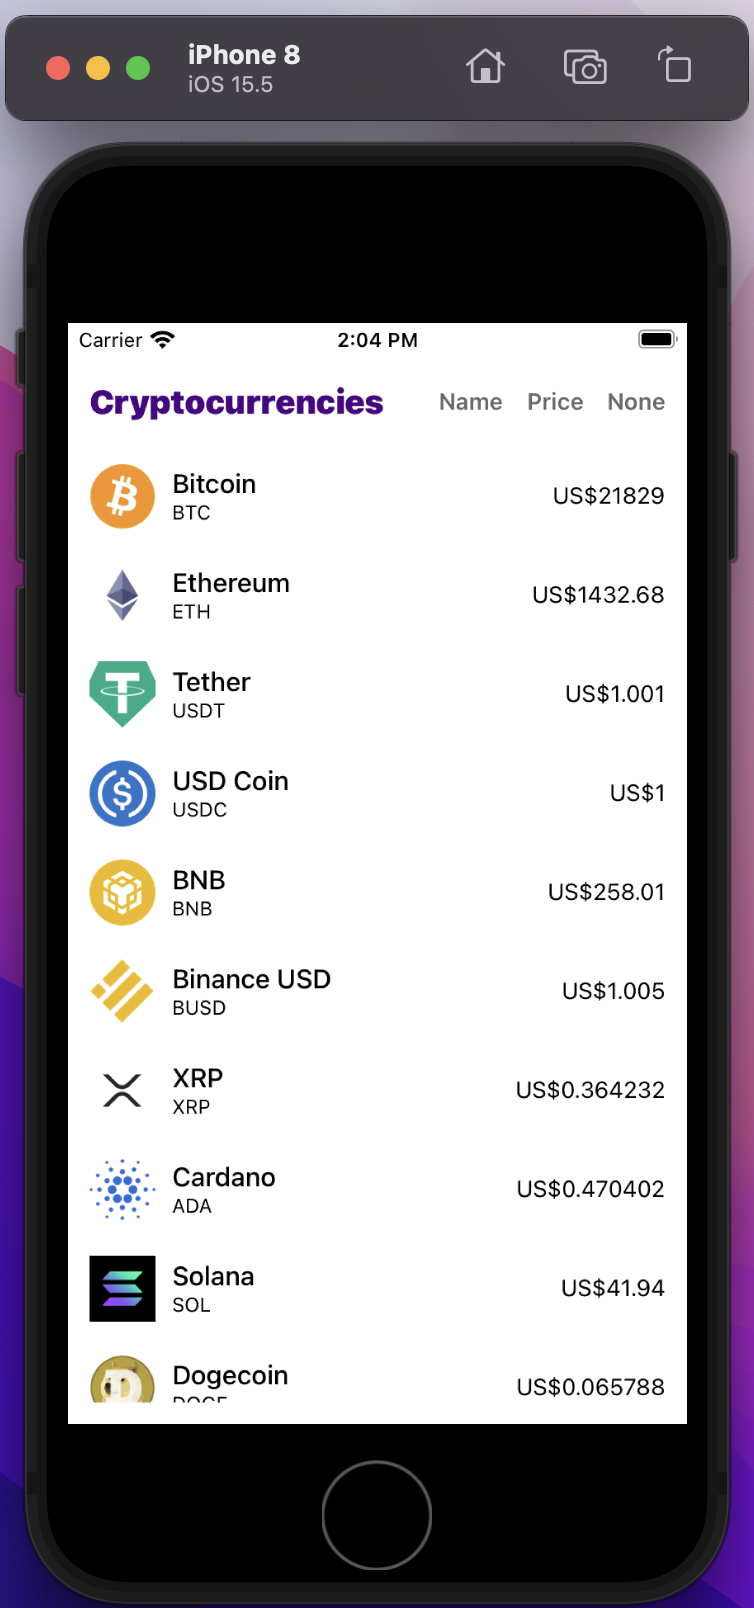 iPhone 8
iOS 15.5
Carrier 2:04 PM
Cryptocurrencies Name Price None
Bitcoin
BTC
US$21829
Ethereum
ETH
US$1432.68
Tether
USDT
US$1.001
USD Coin
USDC
US$1
BNB
BNB
US$258.01
Binance USD
BUSD
US$1.005
XRP
XRP
US$0.364232
Cardano
ADA
US$0.470402
Solana
SOL
US$41.94
Dogecoin
US$0.065788